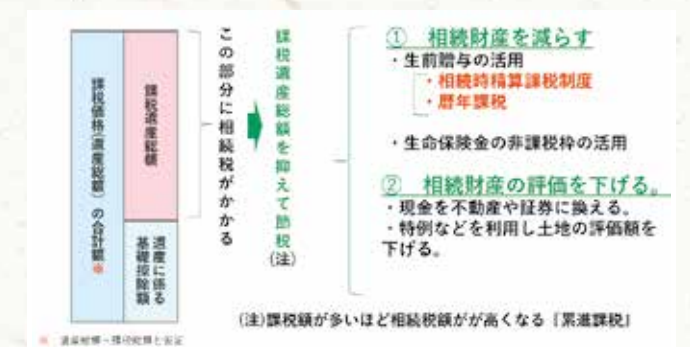 課税価格(遺産総額)の合計額※
課税遺産総額
遺産に係る
基礎控除額
この部分に相続税がかかる
課税遺産総額を抑えて節税(注)
① 相続財産を減らす
・生前贈与の活用
・相続時精算課税制度
・暦年課税
・生命保険金の非課税枠の活用
② 相続財産の評価を下げる。
・現金を不動産や証券に換える。
・特例などを利用し土地の評価額を
下げる。
(注)課税額が多いほど相続税額がが高くなる「累進課税」